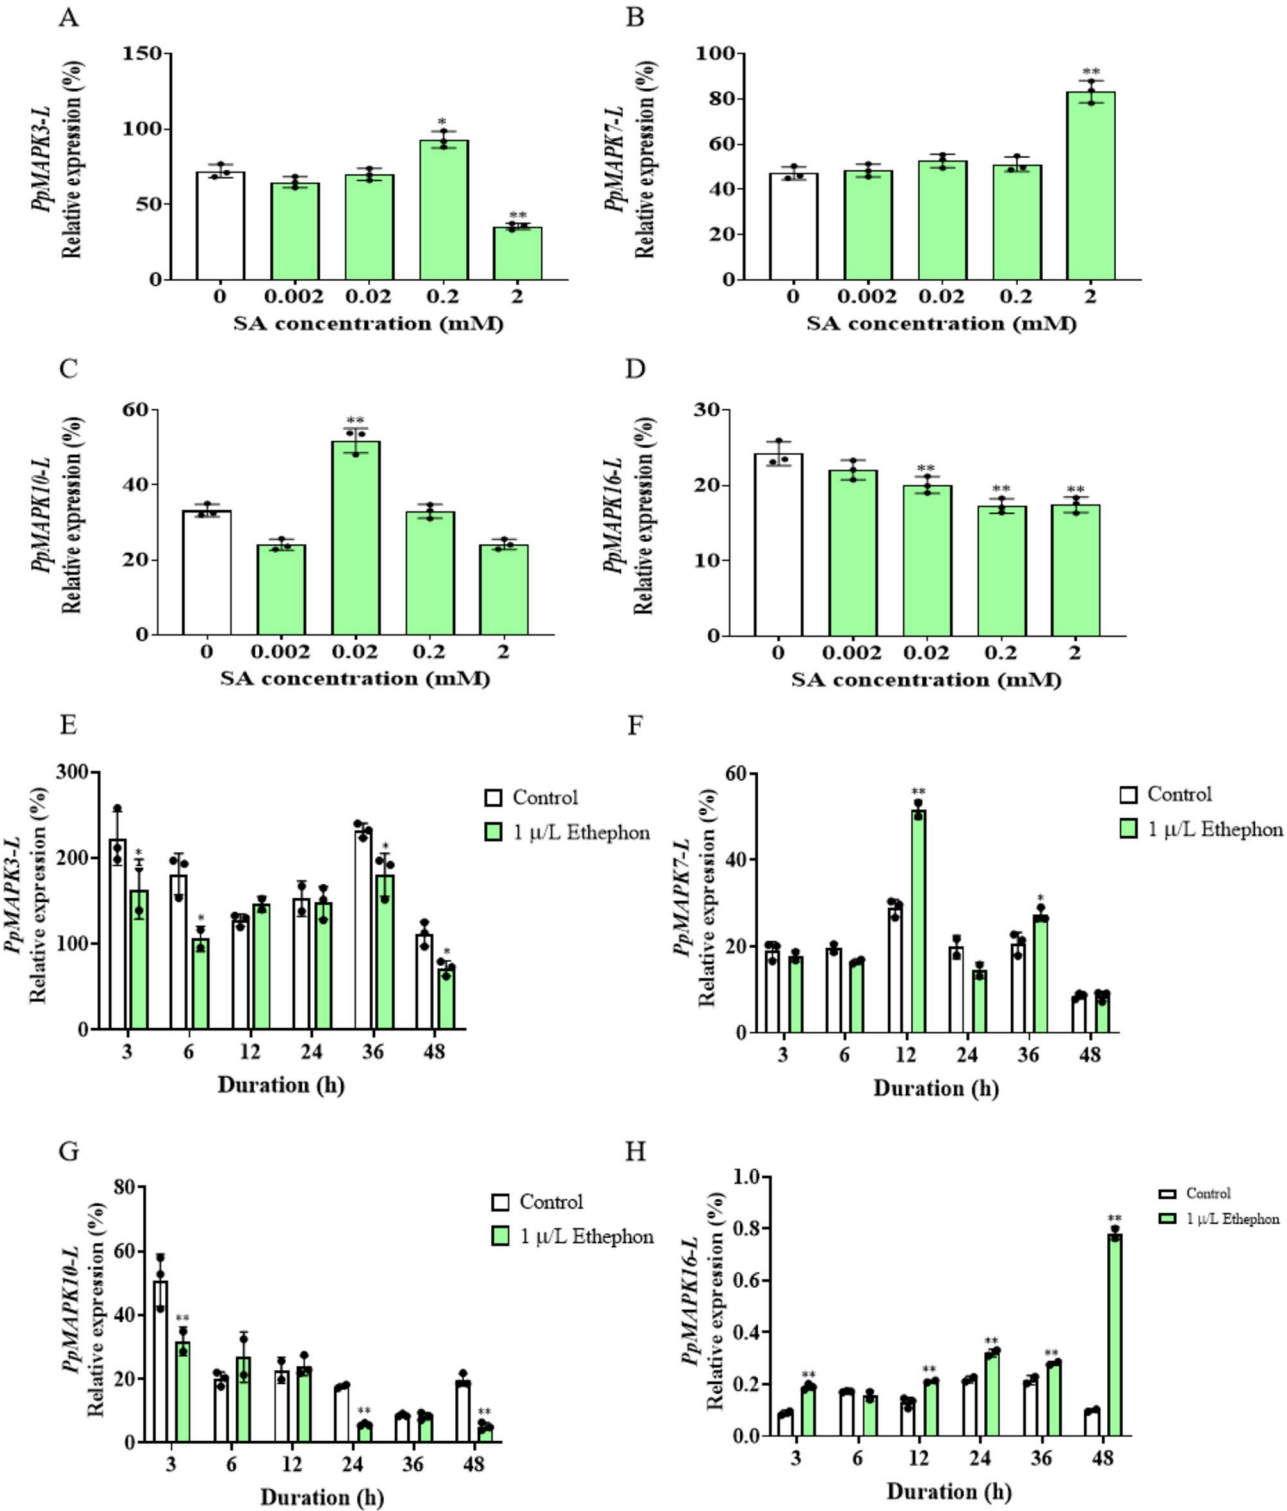 A
PpMAPK3-L
Relative expression (%)
150
100
50
0
*
**
0 0.002 0.02 0.2 2
SA concentration (mM)
B
PpMAPK7-L
Relative expression (%)
100
80
60
40
20
0
**
0 0.002 0.02 0.2 2
SA concentration (mM)
C
PpMAPK10-L
Relative expression (%)
60
40
20
0
**
0 0.002 0.02 0.2 2
SA concentration (mM)
D
PpMAPK16-L
Relative expression (%)
30
20
10
0
** ** **
0 0.002 0.02 0.2 2
SA concentration (mM)
E
PpMAPK3-L
Relative expression (%)
300
200
100
0
* * * *
3 6 12 24 36 48
Duration (h)
Control
1 μ/L Ethephon
F
PpMAPK7-L
Relative expression (%)
60
40
20
0
** *
3 6 12 24 36 48
Duration (h)
Control
1 μ/L Ethephon
G
PpMAPK10-L
Relative expression (%)
80
60
40
20
0
** ** **
3 6 12 24 36 48
Duration (h)
Control
1 μ/L Ethephon
H
PpMAPK16-L
Relative expression (%)
1.0
0.8
0.6
0.4
0.2
0.0
** ** ** ** **
3 6 12 24 36 48
Duration (h)
Control
1 μ/L Ethephon